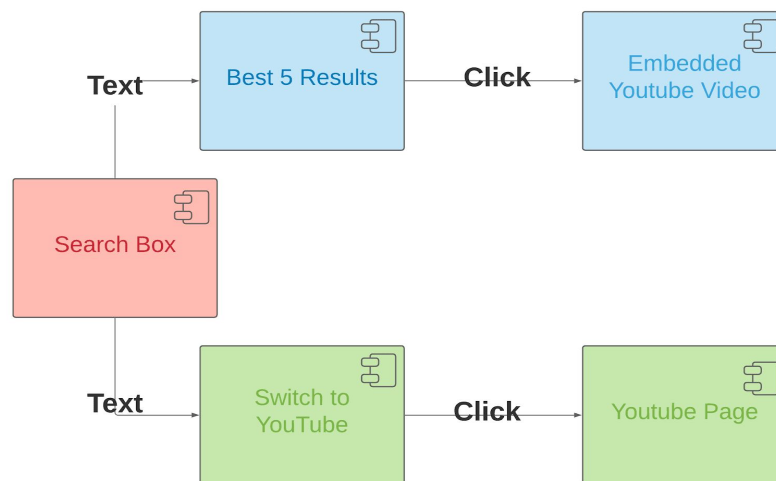 Text
Best 5 Results
Click
Embedded
Youtube Video
Search Box
Text
Switch to
YouTube
Click
Youtube Page